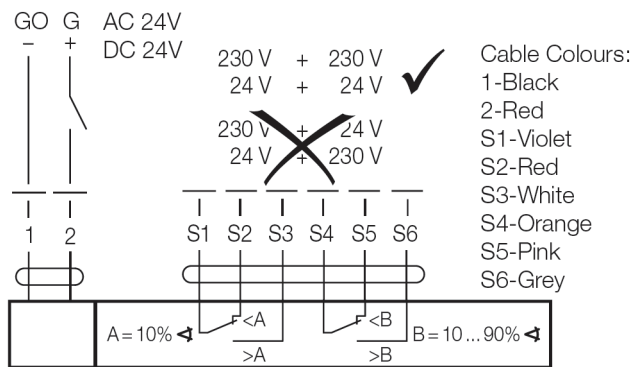 GO G AC 24V
– + DC 24V
230 V + 230 V
24 V + 24 V
230 V + 24 V
24 V + 230 V
Cable Colours:
1-Black
2-Red
S1-Violet
S2-Red
S3-White
S4-Orange
S5-Pink
S6-Grey
1 2 S1 S2 S3 S4 S5 S6
A = 10% <A >A <B >B B = 10 ... 90%